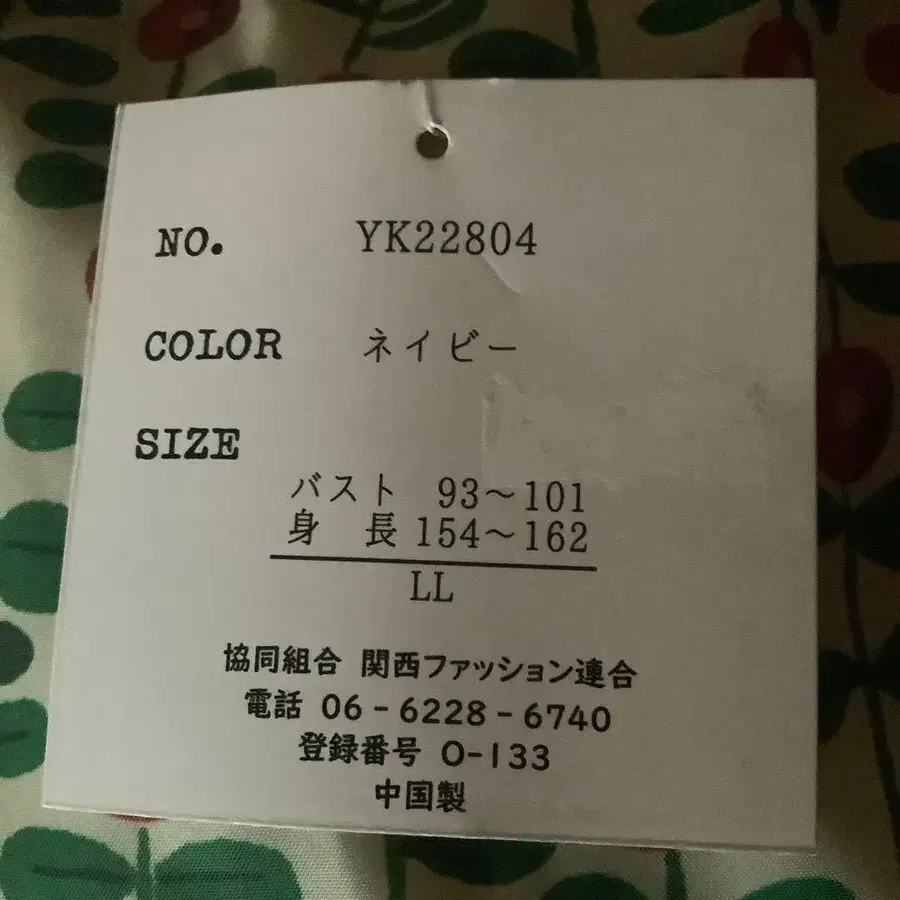 NO. YK22804
COLOR ネイビー
SIZE
バスト 93～101
身 長 154～162
LL
協同組合 関西ファッション連合
電話 06-6228-6740
登録番号 O-133
中国製